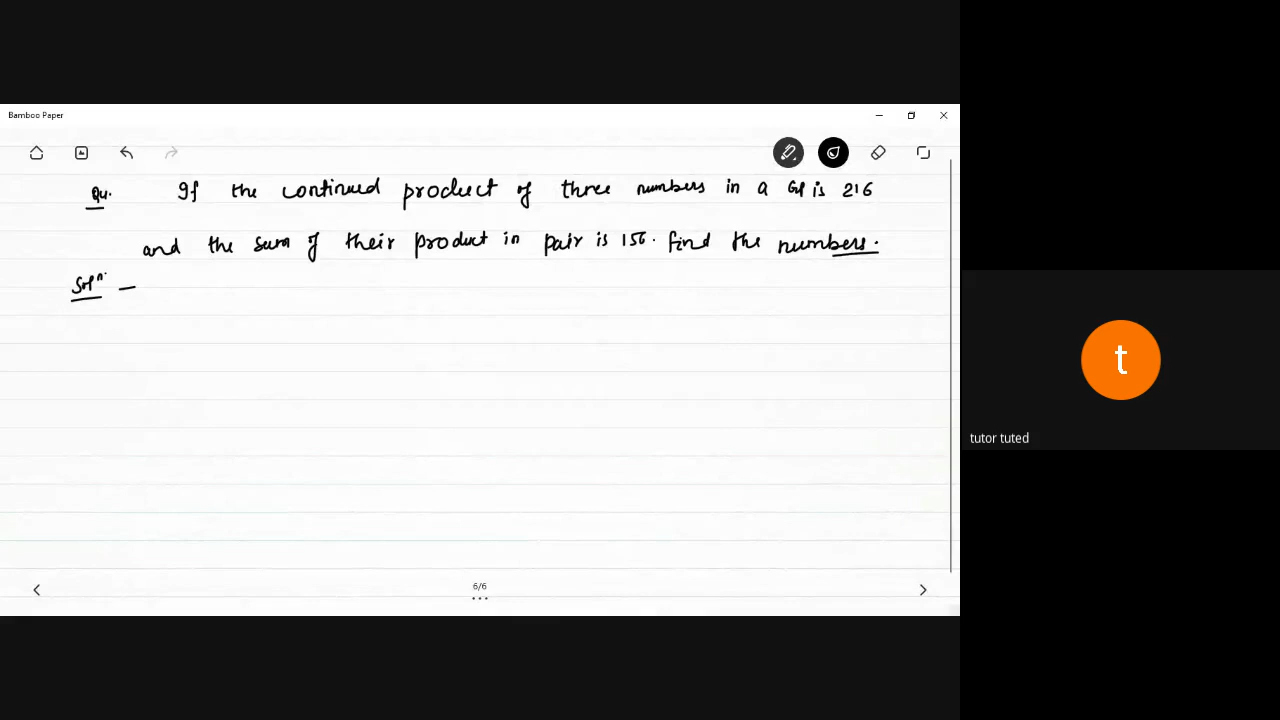 Bamboo Paper
Qu. If the continued product of three numbers in a GP is 216
and the sum of their product in pair is 156. find the numbers.
Solⁿ. —
6/6
t
tutor tuted